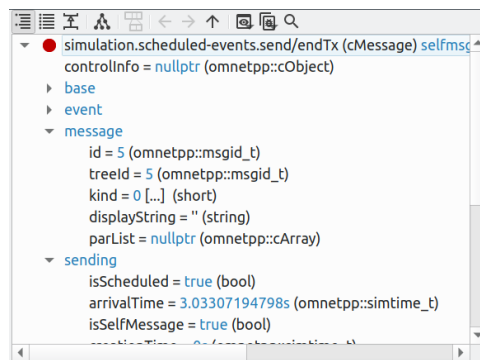 simulation.scheduled-events.send/endTx (cMessage) selfmsg
controlInfo = nullptr (omnetpp::cObject)
base
event
message
id = 5 (omnetpp::msgid_t)
treeId = 5 (omnetpp::msgid_t)
kind = 0 [...] (short)
displayString = '' (string)
parList = nullptr (omnetpp::cArray)
sending
isScheduled = true (bool)
arrivalTime = 3.03307194798s (omnetpp::simtime_t)
isSelfMessage = true (bool)